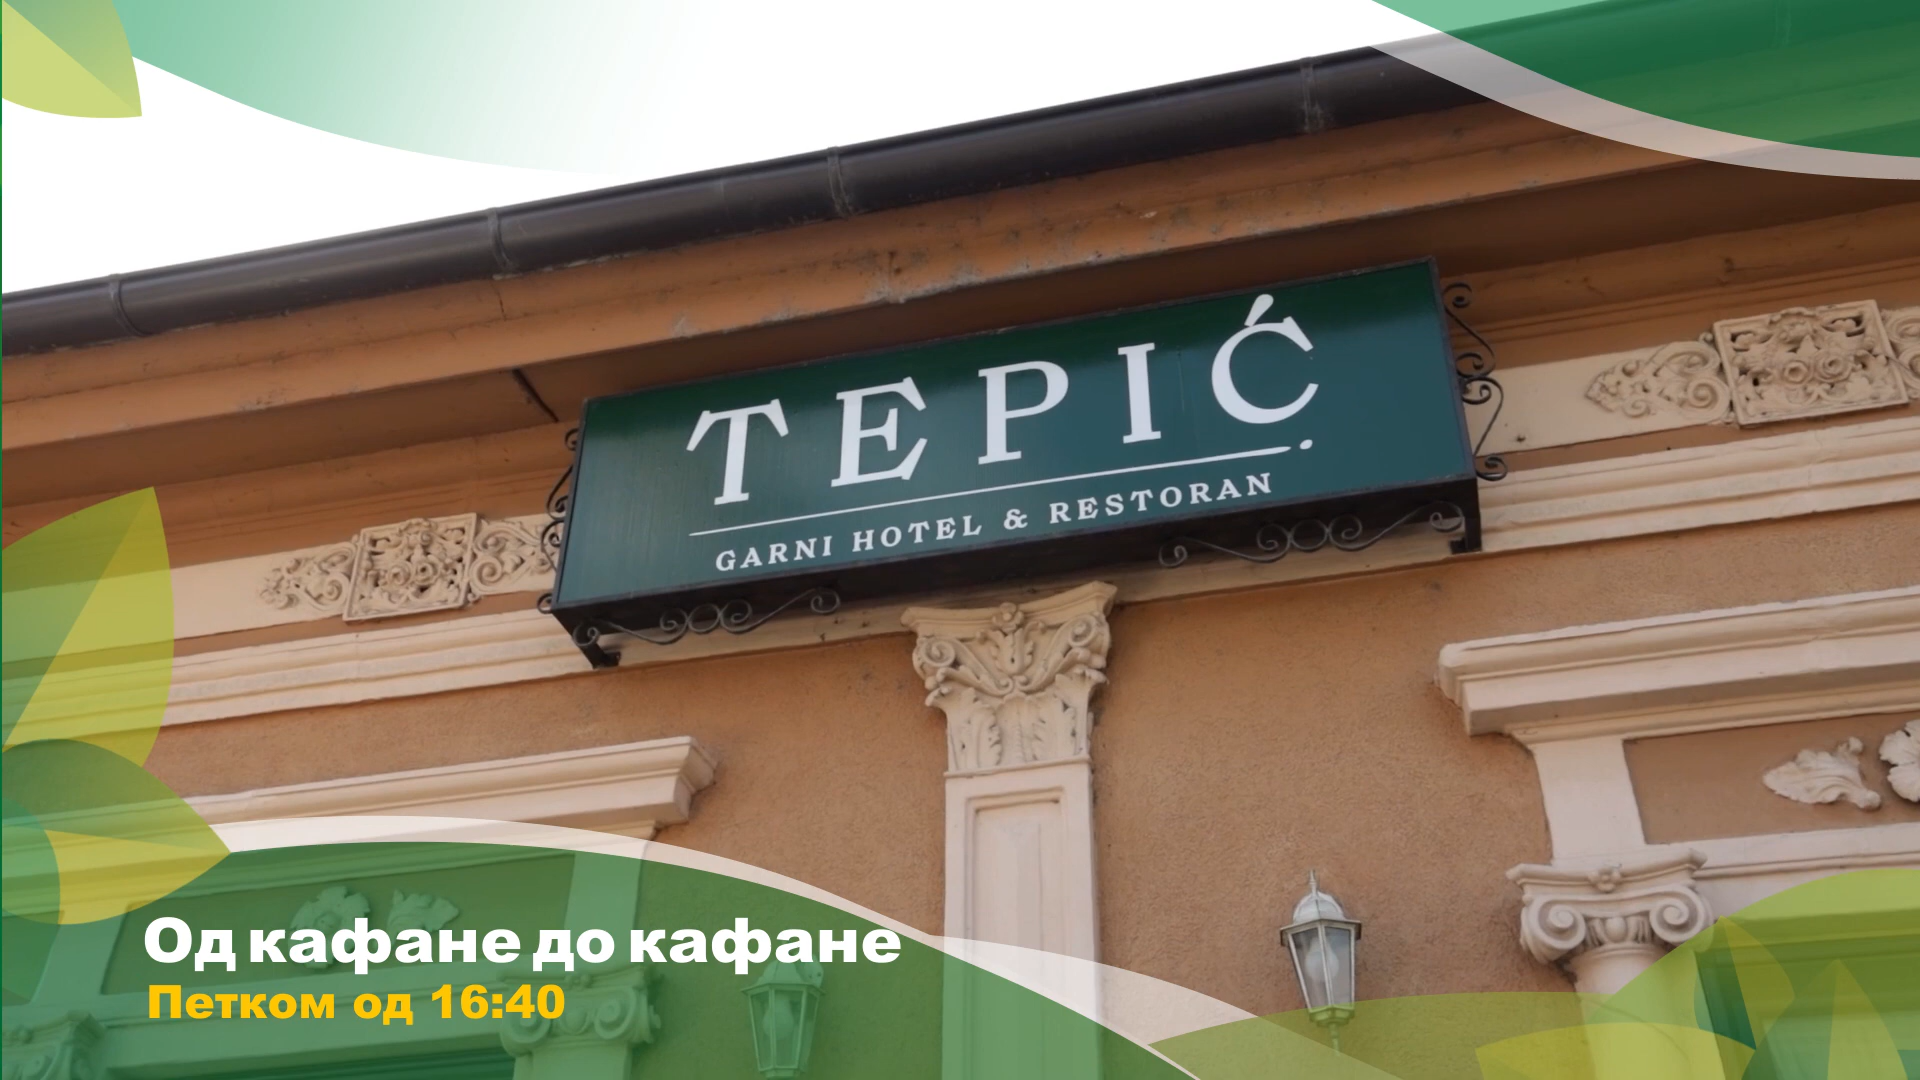 TEPIĆ
GARNI HOTEL & RESTORAN
Од кафане до кафане
Петком од 16:40